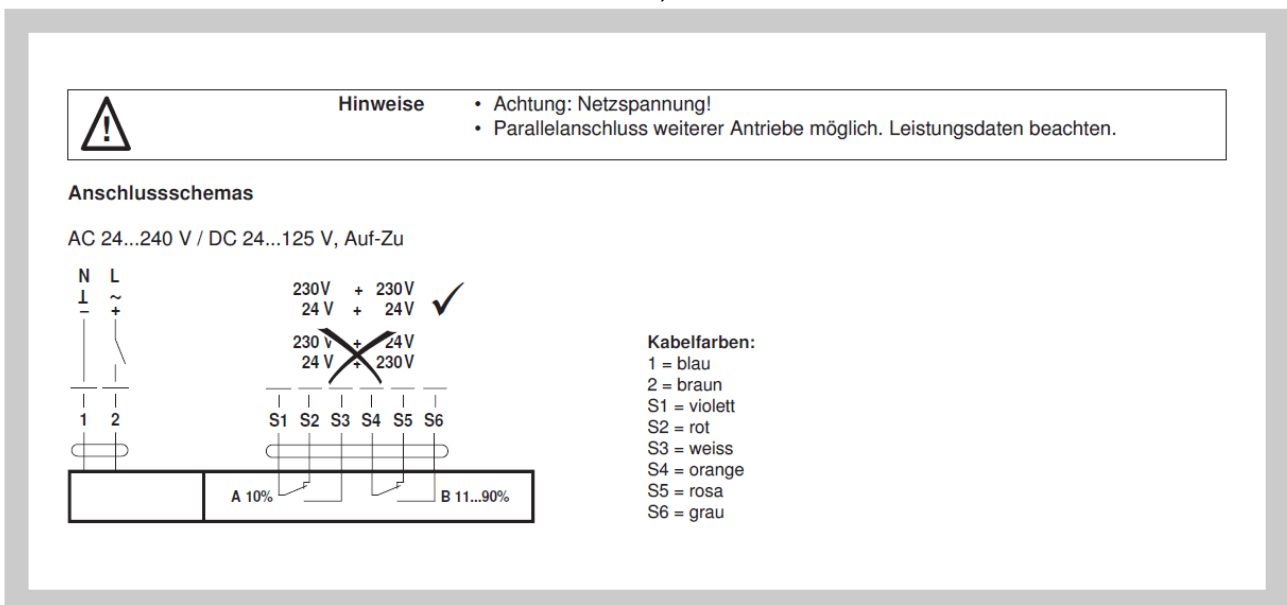 Hinweise • Achtung: Netzspannung!
• Parallelanschluss weiterer Antriebe möglich. Leistungsdaten beachten.
Anschlussschemas
AC 24...240 V / DC 24...125 V, Auf-Zu
N L
⊥ ~
− +
230V + 230V
24 V + 24V
230 V + 24V
24 V + 230V
1 2
S1 S2 S3 S4 S5 S6
A 10%
B 11...90%
Kabelfarben:
1 = blau
2 = braun
S1 = violett
S2 = rot
S3 = weiss
S4 = orange
S5 = rosa
S6 = grau